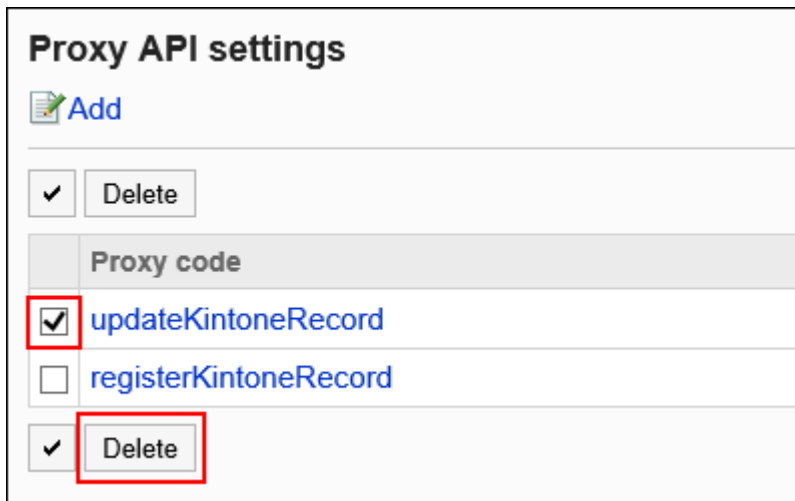 Proxy API settings
Add
Delete
Proxy code
updateKintoneRecord
registerKintoneRecord
Delete